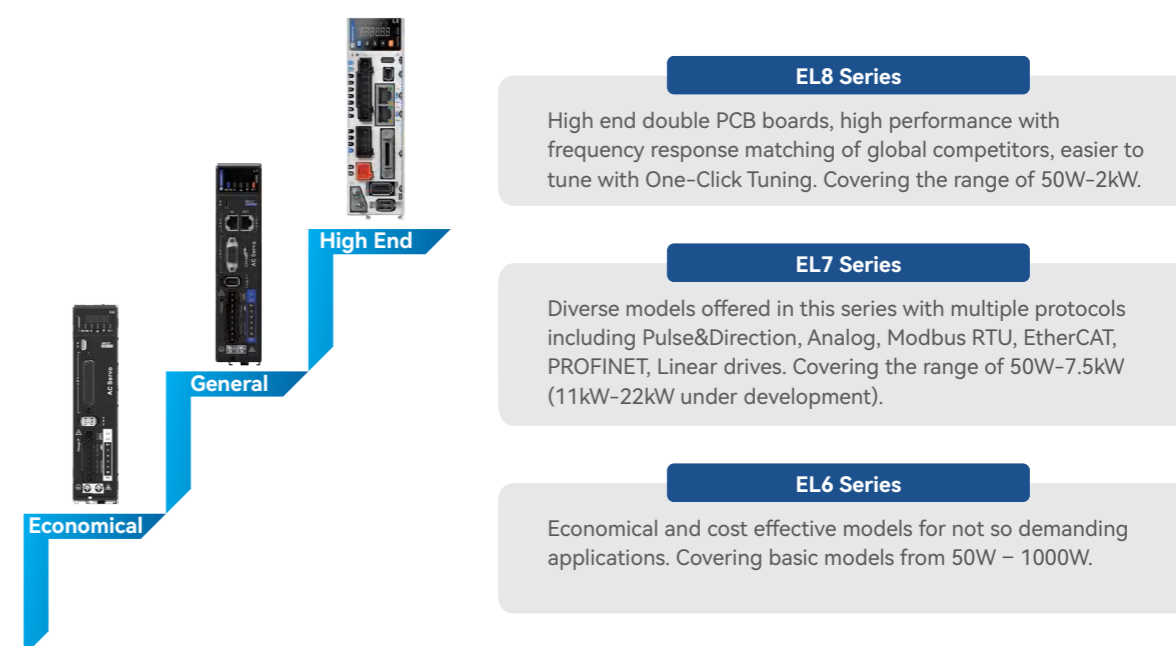 EL8 Series
High end double PCB boards, high performance with
frequency response matching of global competitors, easier to
tune with One-Click Tuning. Covering the range of 50W-2kW.
High End
EL7 Series
Diverse models offered in this series with multiple protocols
including Pulse&Direction, Analog, Modbus RTU, EtherCAT,
PROFINET, Linear drives. Covering the range of 50W-7.5kW
(11kW-22kW under development).
General
EL6 Series
Economical and cost effective models for not so demanding
applications. Covering basic models from 50W – 1000W.
Economical
AC Servo
AC Servo